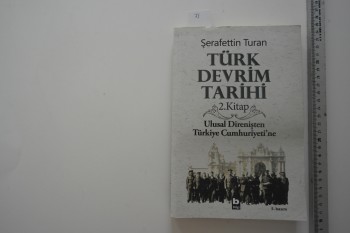 Şerafettin Turan
TÜRK
DEVRİM
TARİHİ
2.Kitap
Ulusal Direnişten
Türkiye Cumhuriyeti'ne